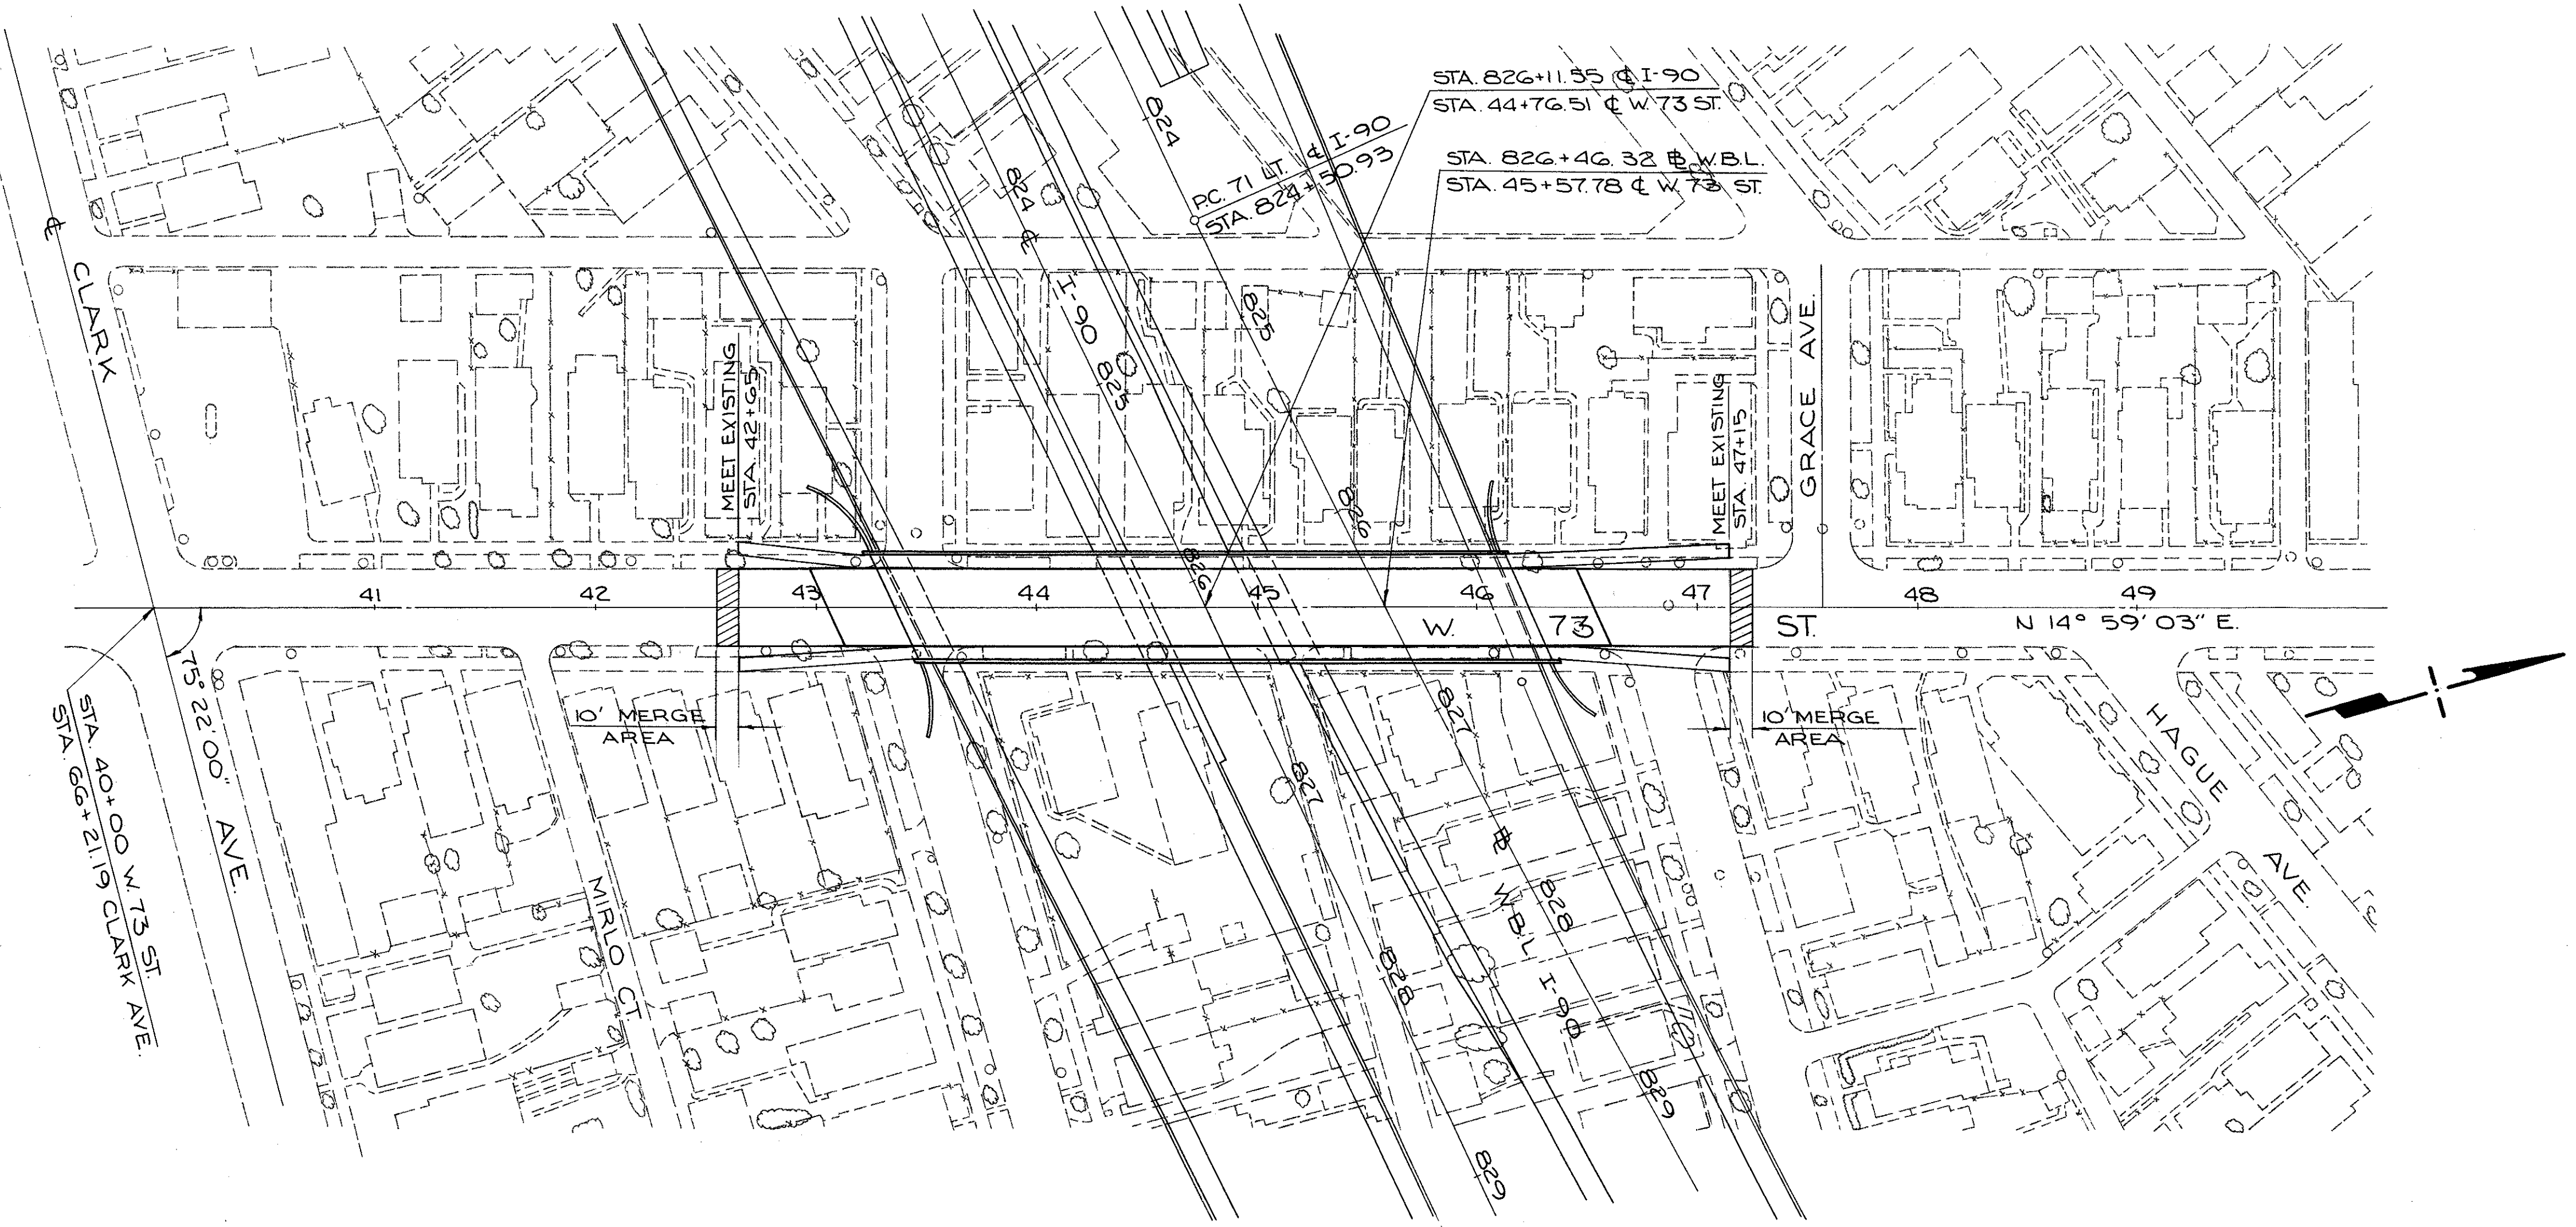 STA. 826+11.55 ℄ I-90
STA. 44+76.51 ℄ W. 73 ST.
STA. 826+46.32 ⅊ W.B.L.
STA. 45+57.78 ℄ W. 73 ST.
P.C. 71 LT. ℄ I-90
STA. 824+50.93
824
824 ℄
I-90 825
825
826
826
℄ CLARK
AVE.
MEET EXISTING
STA. 42+65
MEET EXISTING
STA. 47+15
GRACE AVE.
41
42
43
44
45
46
47
48
49
W. 73 ST.
N 14° 59' 03" E.
75° 22' 00"
STA. 40+00 W. 73 ST.
STA. 66+21.19 CLARK AVE.
10' MERGE
AREA
10' MERGE
AREA
MIRLO CT.
HAGUE
AVE.
827
827
828
828
829
829
⅊ W.B.L. I-90